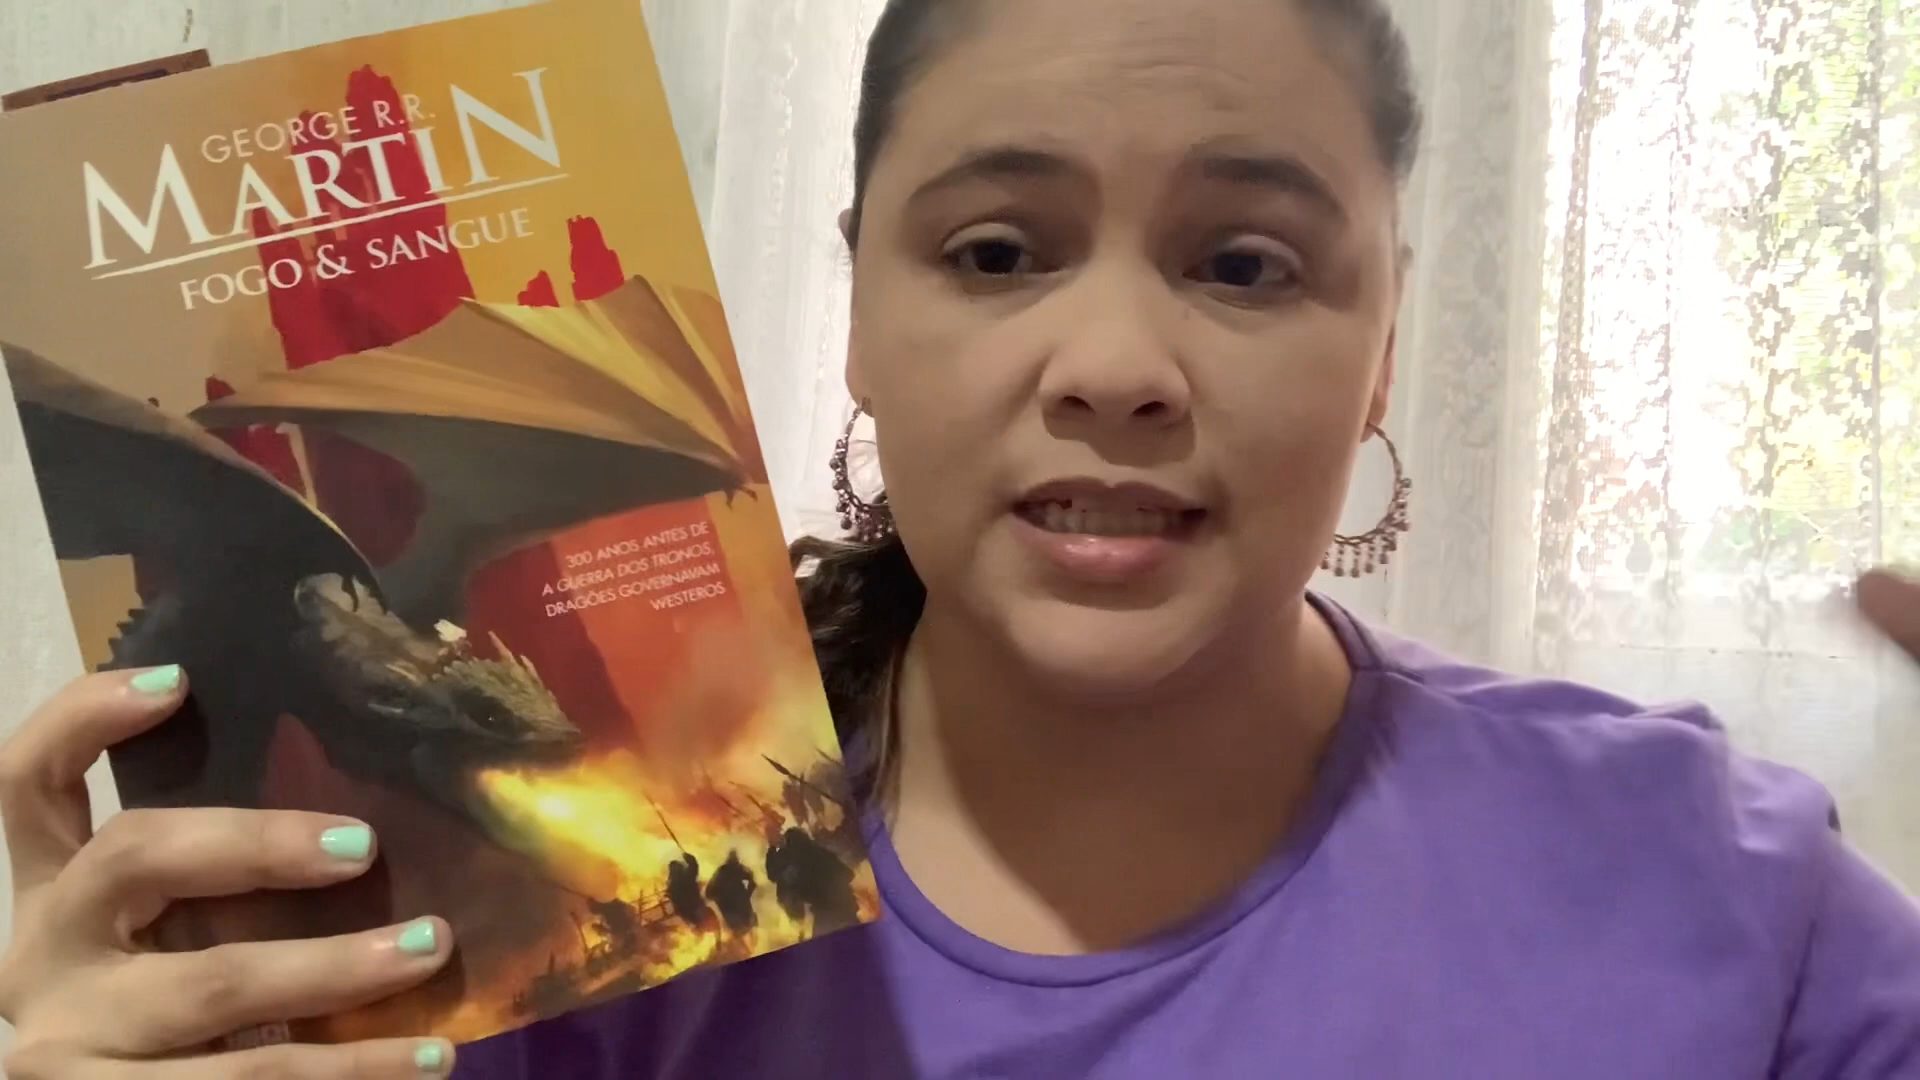 GEORGE R.R.
MARTIN
FOGO & SANGUE
300 ANOS ANTES DE
A GUERRA DOS TRONOS,
DRAGÕES GOVERNAVAM
WESTEROS